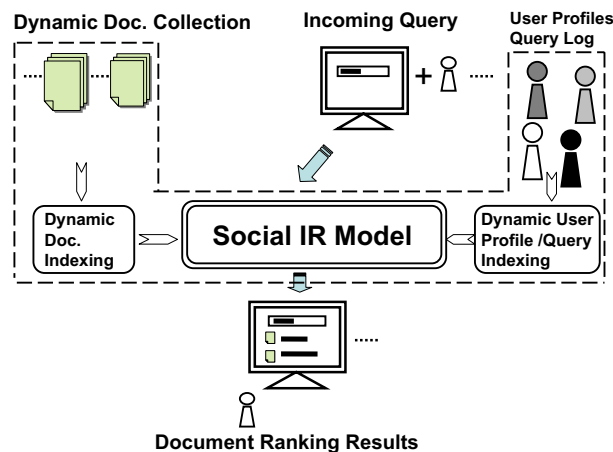 Dynamic Doc. Collection
Incoming Query
User Profiles
Query Log
+
Dynamic
Doc.
Indexing
Social IR Model
Dynamic User
Profile /Query
Indexing
Document Ranking Results